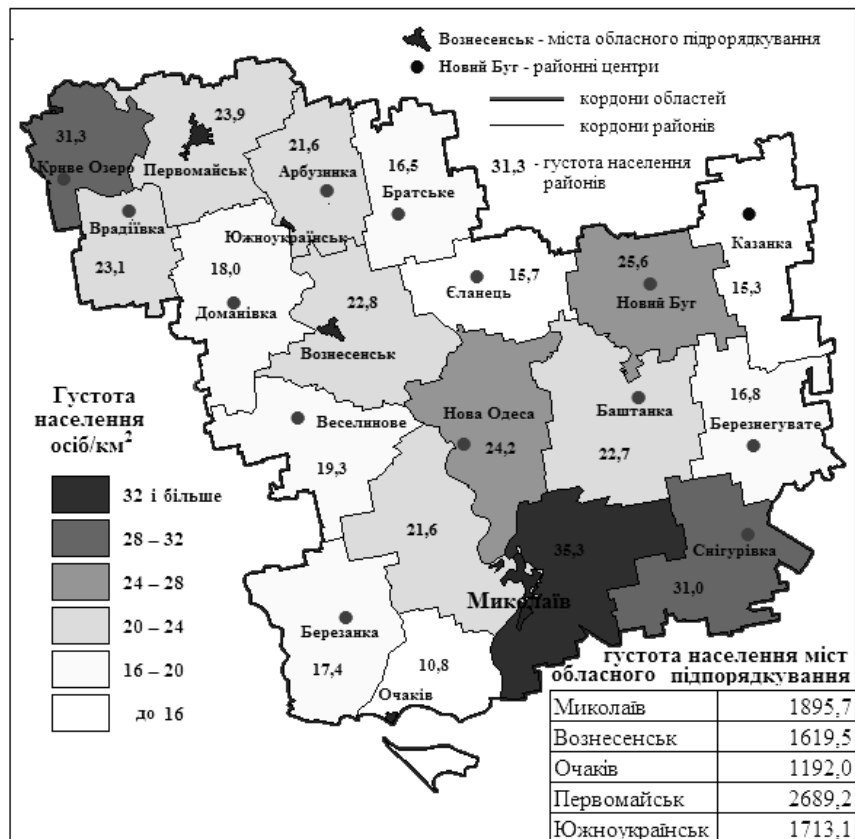 Вознесенськ - міста обласного підпрорядкування
Новий Буг - районні центри
кордони областей
кордони районів
31,3 - густота населення
районів
23,9
31,3
Криве Озеро
Первомайськ
21,6
Арбузинка
16,5
Братське
Врадіївка
23,1
Южноукраїнськ
18,0
Доманівка
Казанка
15,3
25,6
Новий Буг
15,7
Єланець
22,8
Вознесенськ
16,8
Березнегувате
Баштанка
22,7
Нова Одеса
24,2
Веселинове
19,3
Густота
населення
осіб/км²
32 і більше
28 – 32
24 – 28
20 – 24
16 – 20
до 16
21,6
35,3
Снігурівка
31,0
Миколаїв
Березанка
17,4
10,8
Очаків
густота населення міст
обласного підпорядкування
Миколаїв 1895,7
Вознесенськ 1619,5
Очаків 1192,0
Первомайськ 2689,2
Южноукраїнськ 1713,1